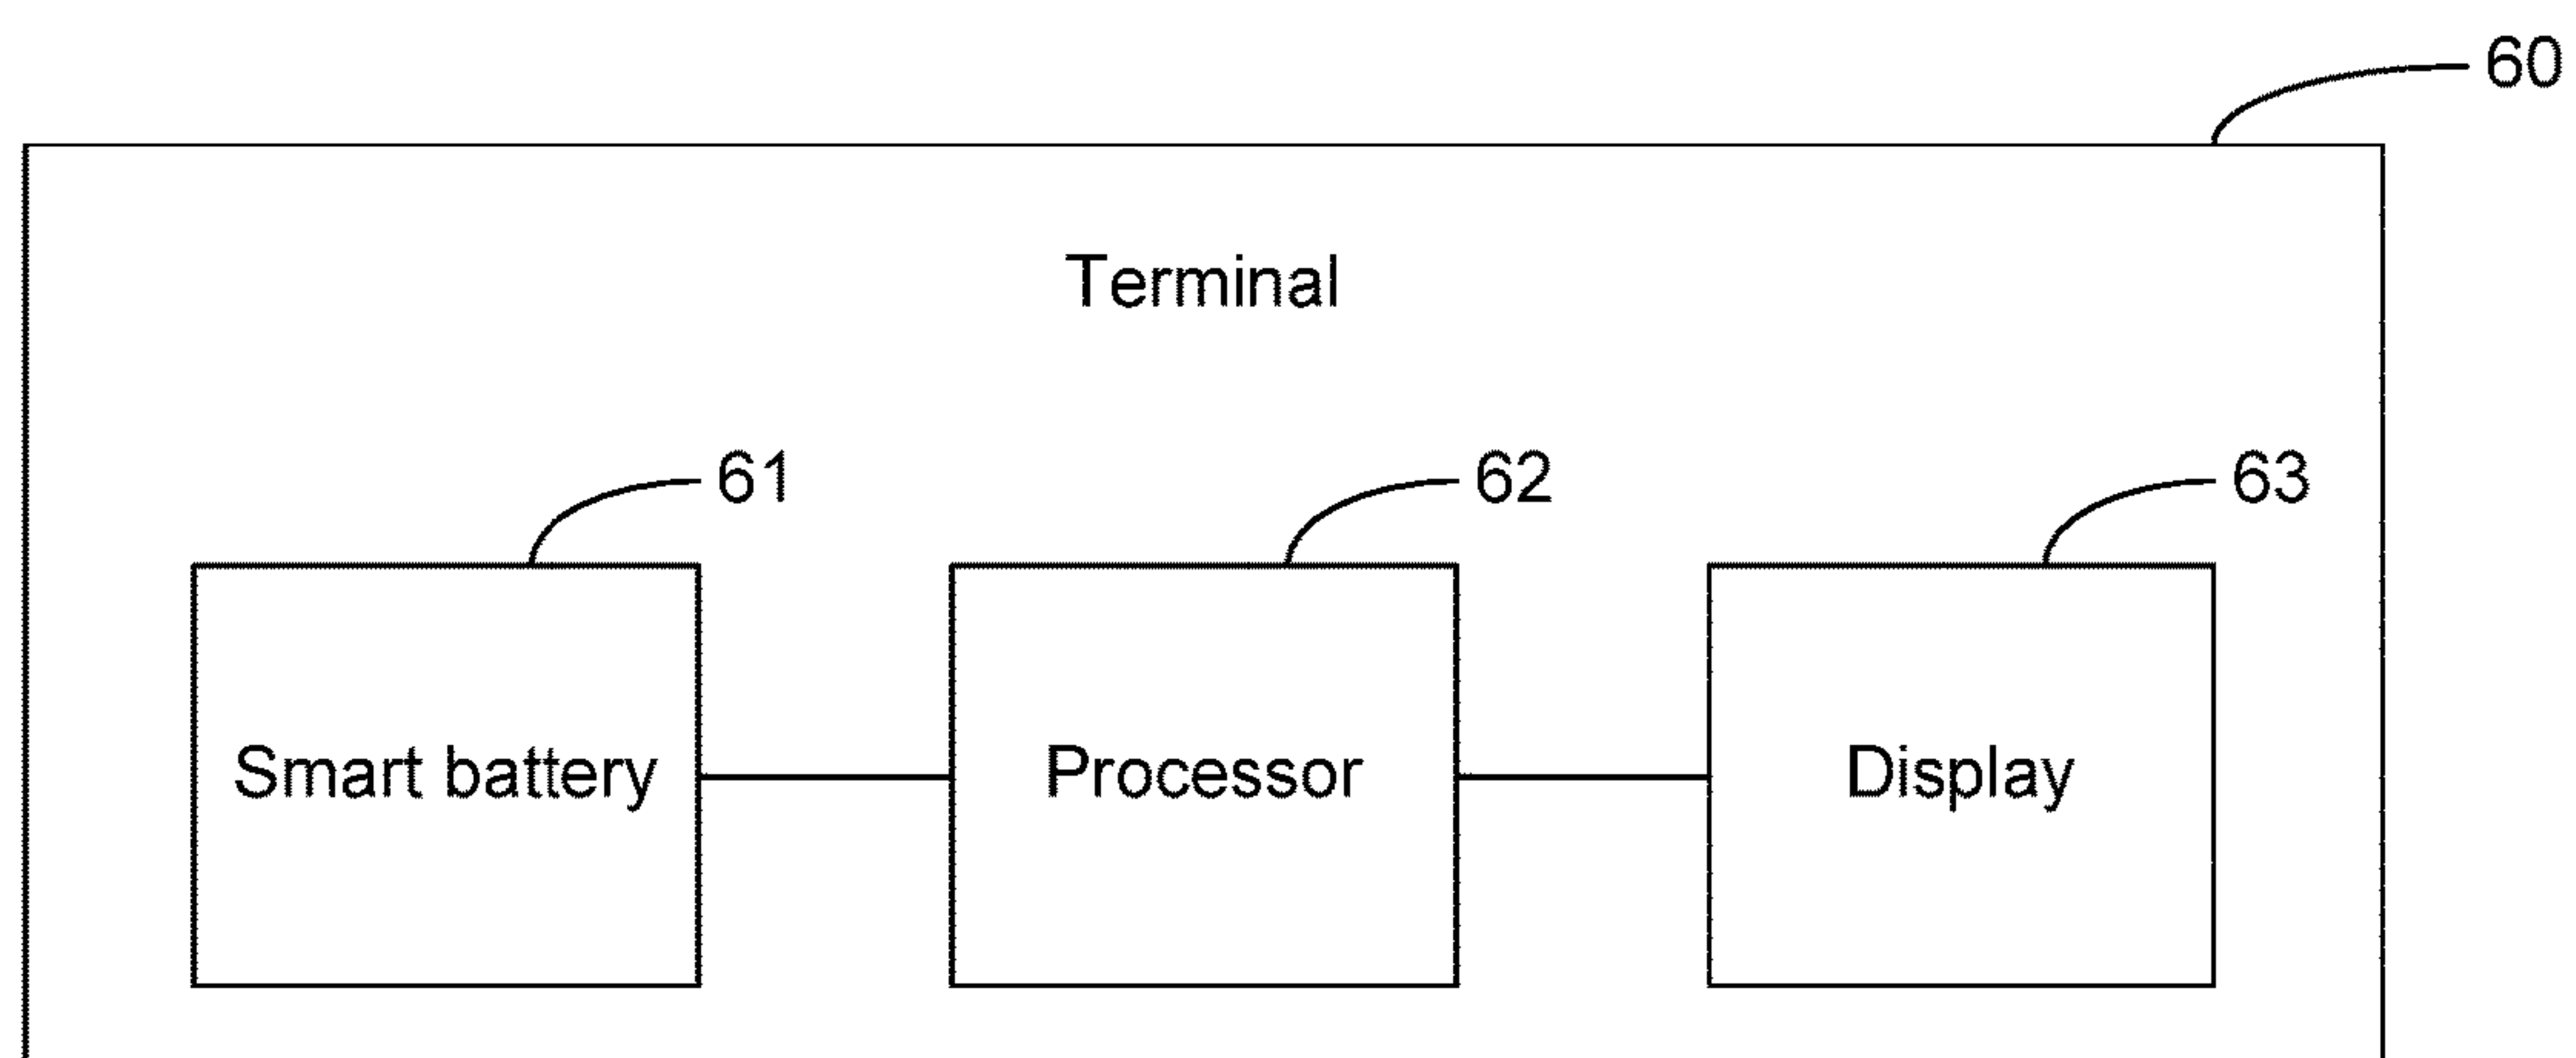 60
Terminal
61
62
63
Smart battery
Processor
Display